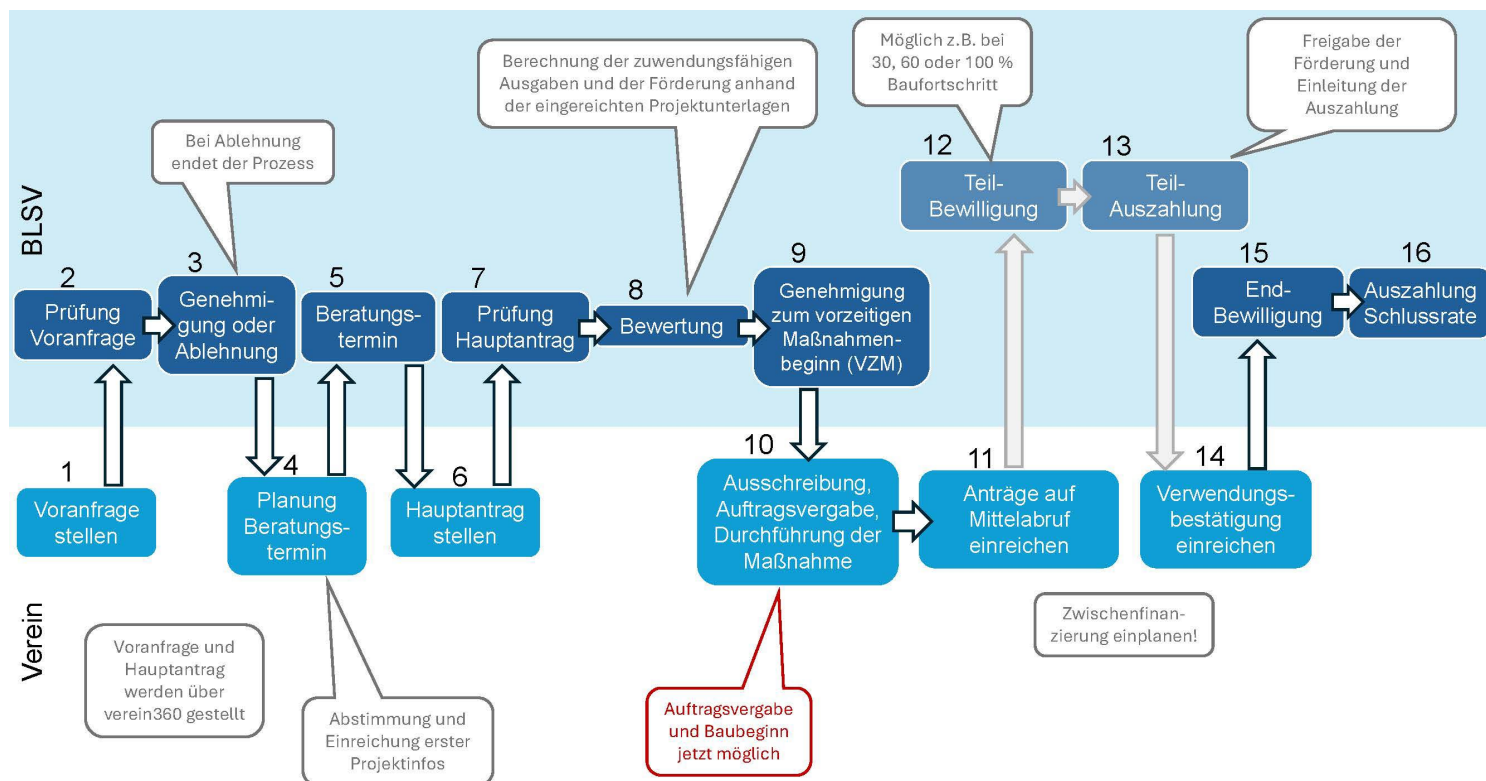 BLSV
Verein
Bei Ablehnung
endet der Prozess
Berechnung der zuwendungsfähigen
Ausgaben und der Förderung anhand
der eingereichten Projektunterlagen
Möglich z.B. bei
30, 60 oder 100 %
Baufortschritt
Freigabe der
Förderung und
Einleitung der
Auszahlung
1
Voranfrage
stellen
2
Prüfung
Voranfrage
3
Genehmi-
gung oder
Ablehnung
4
Planung
Beratungs-
termin
5
Beratungs-
termin
6
Hauptantrag
stellen
7
Prüfung
Hauptantrag
8
Bewertung
9
Genehmigung
zum vorzeitigen
Maßnahmen-
beginn (VZM)
10
Ausschreibung,
Auftragsvergabe,
Durchführung der
Maßnahme
11
Anträge auf
Mittelabruf
einreichen
12
Teil-
Bewilligung
13
Teil-
Auszahlung
14
Verwendungs-
bestätigung
einreichen
15
End-
Bewilligung
16
Auszahlung
Schlussrate
Voranfrage und
Hauptantrag
werden über
verein360 gestellt
Abstimmung und
Einreichung erster
Projektinfos
Auftragsvergabe
und Baubeginn
jetzt möglich
Zwischenfinan-
zierung einplanen!